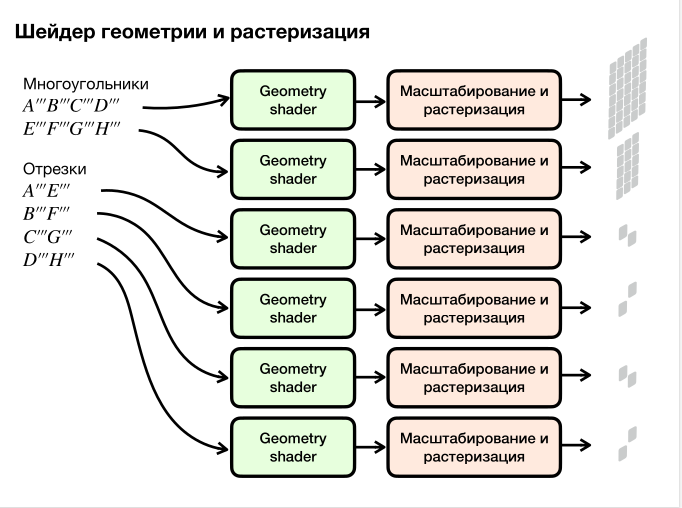 Шейдер геометрии и растеризация
Многоугольники
A‴B‴C‴D‴
E‴F‴G‴H‴
Отрезки
A‴E‴
B‴F‴
C‴G‴
D‴H‴
Geometry
shader
Масштабирование и
растеризация
Geometry
shader
Масштабирование и
растеризация
Geometry
shader
Масштабирование и
растеризация
Geometry
shader
Масштабирование и
растеризация
Geometry
shader
Масштабирование и
растеризация
Geometry
shader
Масштабирование и
растеризация